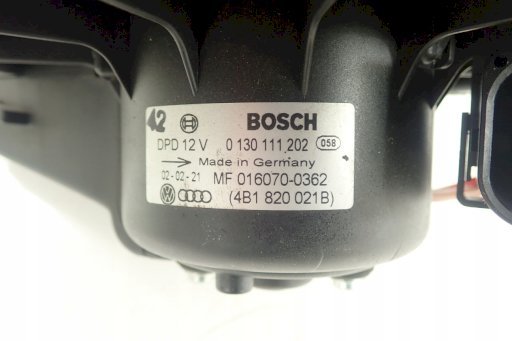 42 BOSCH
DPD 12 V 0 130 111,202 058
Made in Germany
02-02-21 MF 016070-0362
(4B1 820 021B)